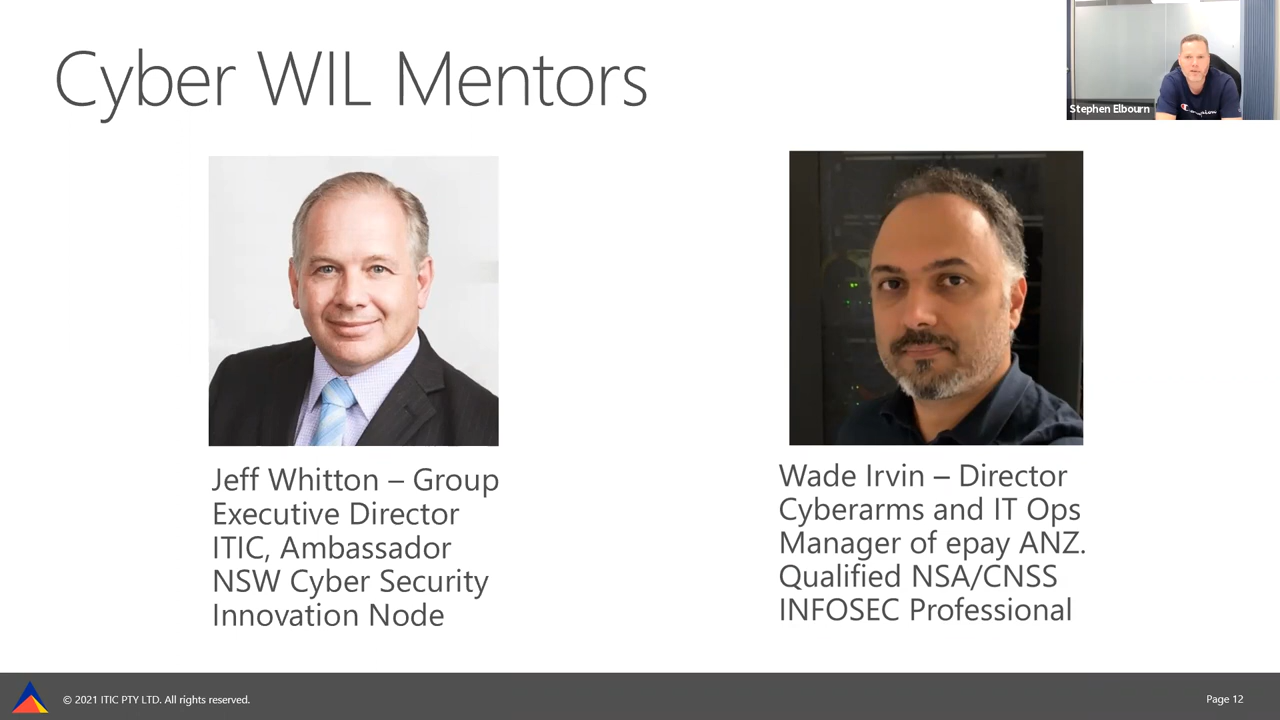 Cyber WIL Mentors
Stephen Elbourn
Champion
Jeff Whitton – Group
Executive Director
ITIC, Ambassador
NSW Cyber Security
Innovation Node
Wade Irvin – Director
Cyberarms and IT Ops
Manager of epay ANZ.
Qualified NSA/CNSS
INFOSEC Professional
© 2021 ITIC PTY LTD. All rights reserved.
Page 12